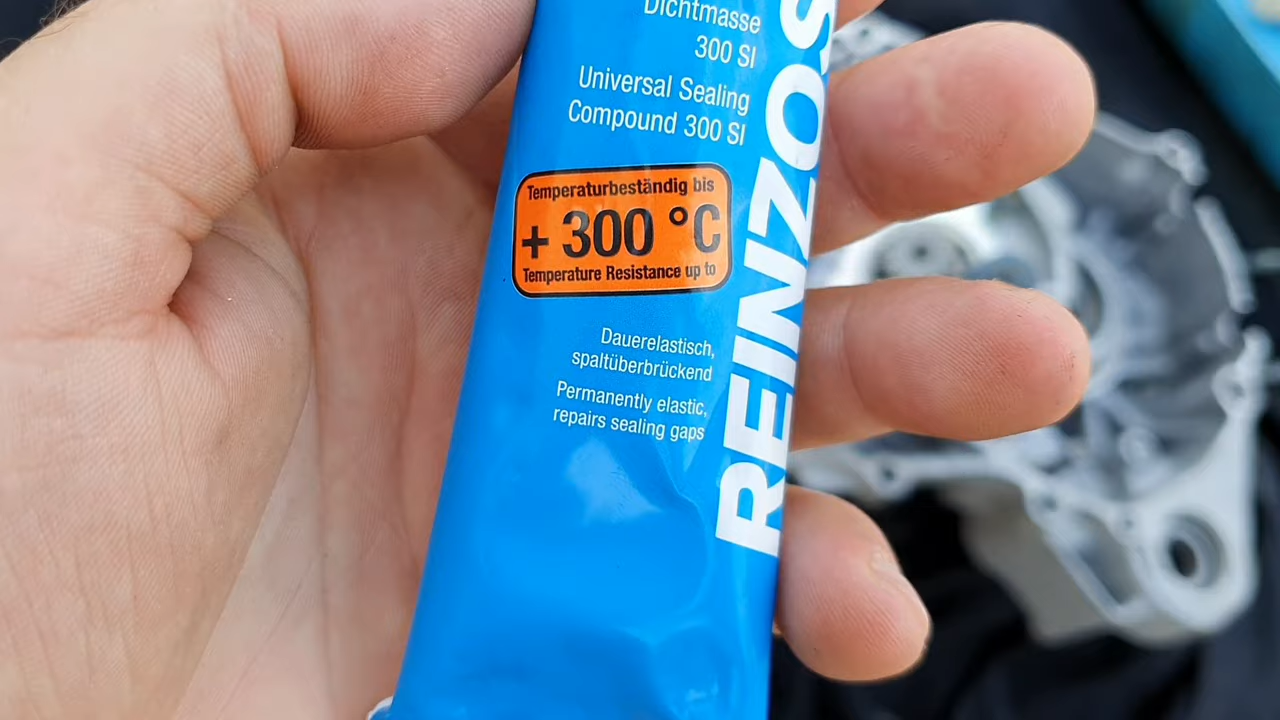 Dichtmasse
300 SI
Universal Sealing
Compound 300 SI
Temperaturbeständig bis
+ 300 °C
Temperature Resistance up to
Dauerelastisch,
spaltüberbrückend
Permanently elastic,
repairs sealing gaps
REINZOS